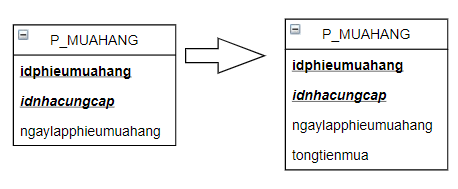 P_MUAHANG
idphieumuahang
idnhacungcap
ngaylapphieumuahang
P_MUAHANG
idphieumuahang
idnhacungcap
ngaylapphieumuahang
tongtienmua